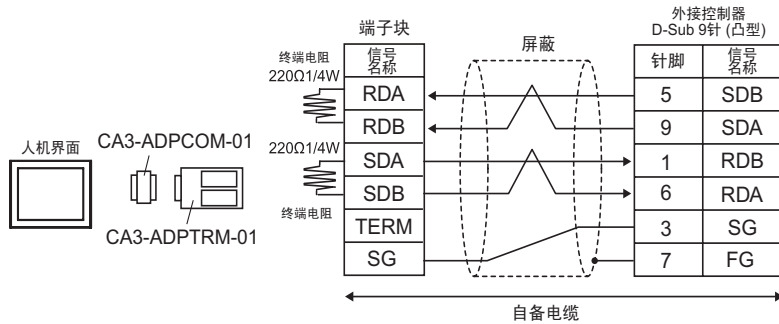 外接控制器
D-Sub 9针 (凸型)
端子块
屏蔽
终端电阻
220Ω1/4W
信号
名称
针脚
信号
名称
RDA
5
SDB
RDB
9
SDA
220Ω1/4W
SDA
1
RDB
SDB
6
RDA
终端电阻
TERM
3
SG
SG
7
FG
人机界面
CA3-ADPCOM-01
CA3-ADPTRM-01
自备电缆